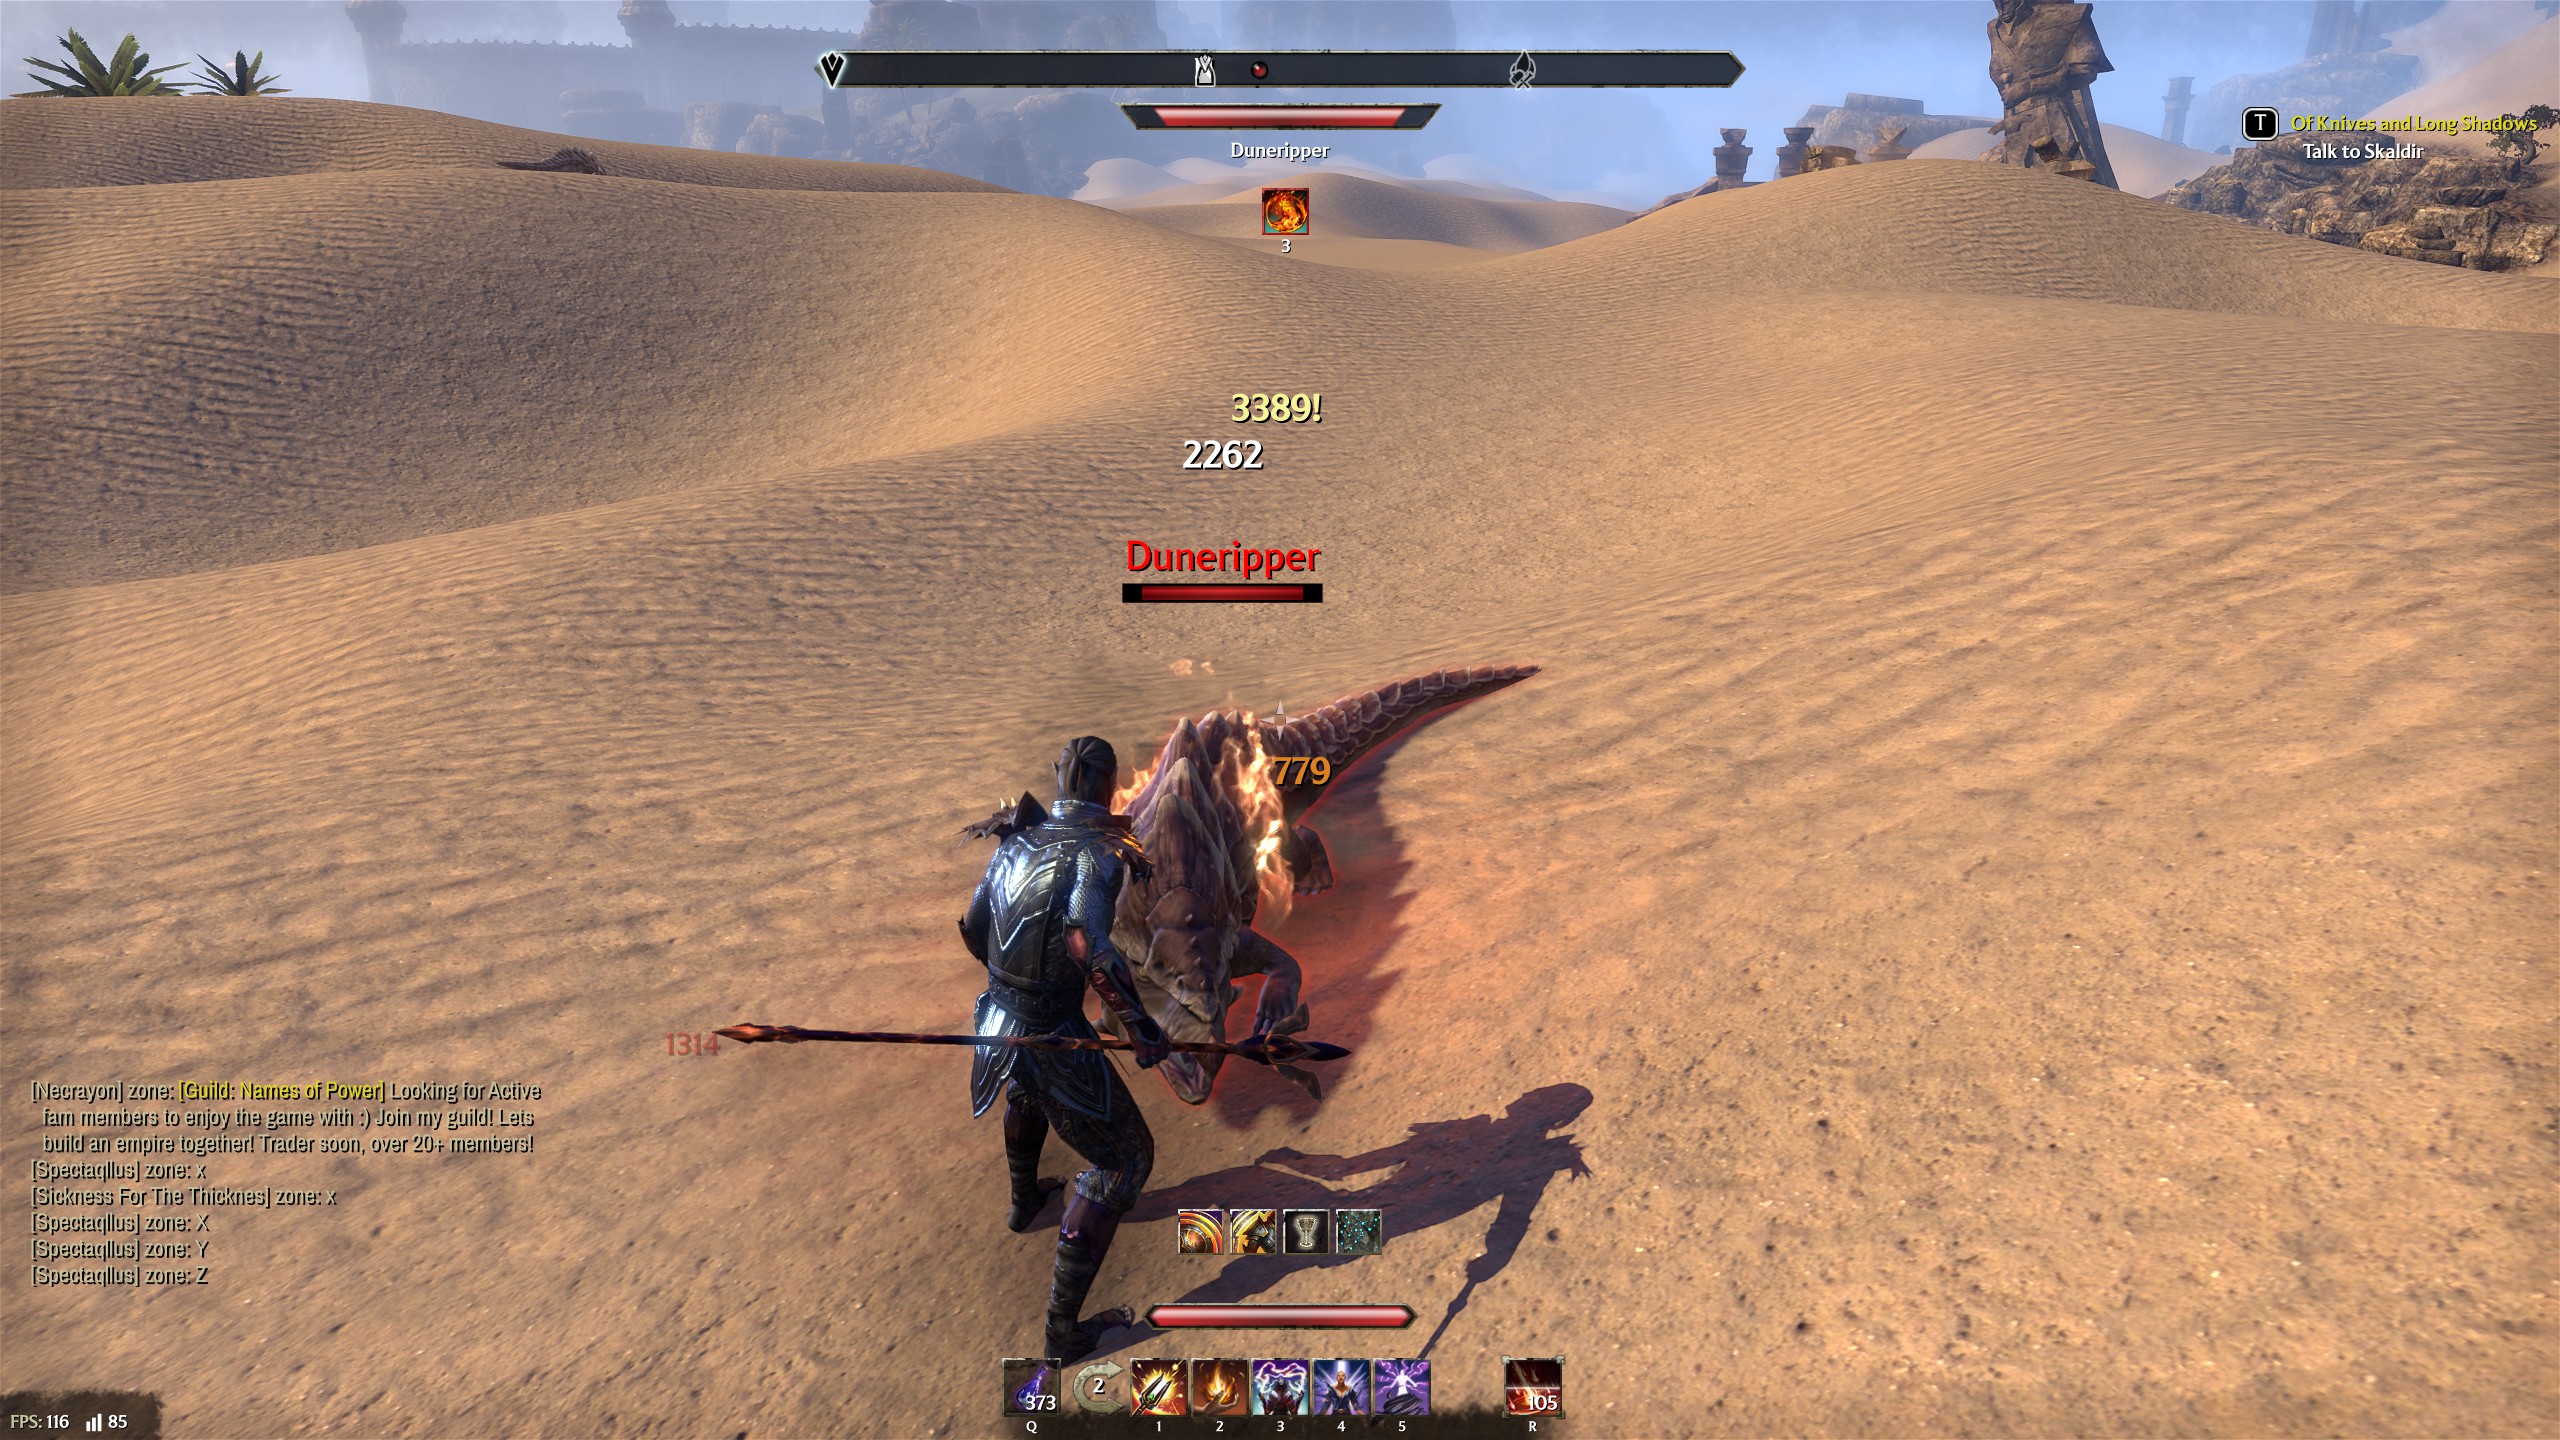 T Of Knives and Long Shadows
Talk to Skaldir
Duneripper
3
3389!
2262
Duneripper
779
1314
[Necrayon] zone: [Guild: Names of Power] Looking for Active
fam members to enjoy the game with :) Join my guild! Lets
build an empire together! Trader soon, over 20+ members!
[Spectaqllus] zone: x
[Sickness For The Thicknes] zone: x
[Spectaqllus] zone: X
[Spectaqllus] zone: Y
[Spectaqllus] zone: Z
373 2 105
Q 1 2 3 4 5 R
FPS: 116 85